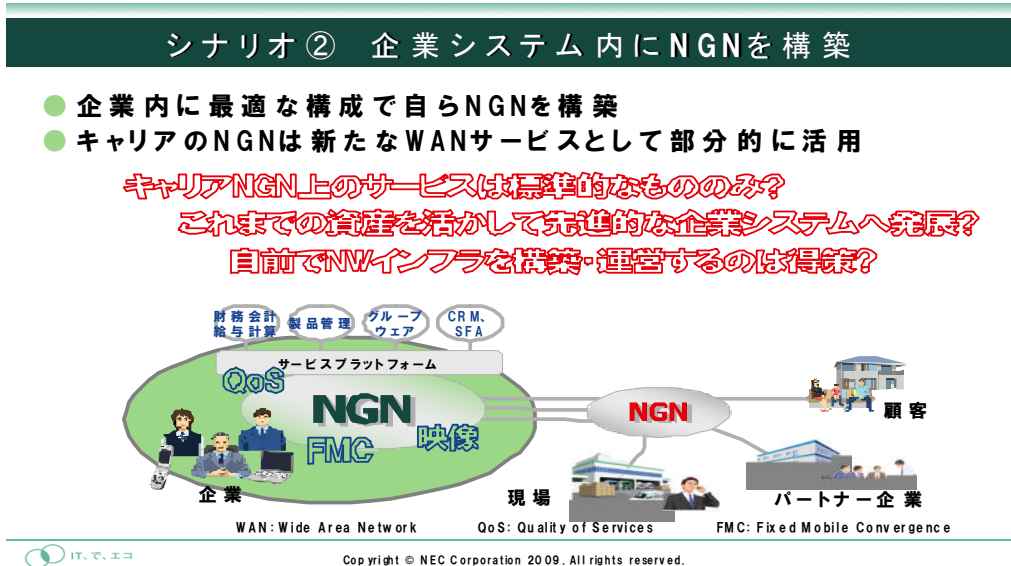 シナリオ② 企業システム内にNGNを構築
企業内に最適な構成で自らNGNを構築
キャリアのNGNは新たなWANサービスとして部分的に活用
キャリアNGN上のサービスは標準的なもののみ?
これまでの資産を活かして先進的な企業システムへ発展?
自前でNWインフラを構築・運営するのは得策?
財務会計
給与計算
製品管理
グループ
ウェア
CRM、
SFA
サービスプラットフォーム
QoS
NGN
FMC
映像
企業
NGN
顧客
現場
パートナー企業
WAN: Wide Area Network QoS: Quality of Services FMC: Fixed Mobile Convergence
IT、で、エコ
Copyright © NEC Corporation 2009. All rights reserved.